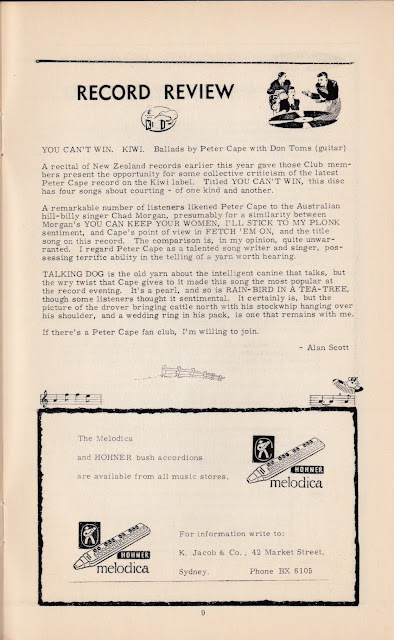 RECORD REVIEW
YOU CAN'T WIN. KIWI. Ballads by Peter Cape with Don Toms (guitar)
A recital of New Zealand records earlier this year gave those Club mem-
bers present the opportunity for some collective criticism of the latest
Peter Cape record on the Kiwi label. Titled YOU CAN'T WIN, this disc
has four songs about courting - of one kind and another.
A remarkable number of listeners likened Peter Cape to the Australian
hill-billy singer Chad Morgan, presumably for a similarity between
Morgan's YOU CAN KEEP YOUR WOMEN, I'LL STICK TO MY PLONK
sentiment, and Cape's point of view in FETCH 'EM ON, and the title
song on this record. The comparison is, in my opinion, quite unwar-
ranted. I regard Peter Cape as a talented song writer and singer, pos-
sessing terrific ability in the telling of a yarn worth hearing.
TALKING DOG is the old yarn about the intelligent canine that talks, but
the wry twist that Cape gives to it made this song the most popular at
the record evening. It's a pearl, and so is RAIN-BIRD IN A TEA-TREE,
though some listeners thought it sentimental. It certainly is, but the
picture of the drover bringing cattle north with his stockwhip hanging over
his shoulder, and a wedding ring in his pack, is one that remains with me.
If there's a Peter Cape fan club, I'm willing to join.
- Alan Scott
The Melodica
and HOHNER bush accordions
are available from all music stores.
HOHNER
melodica
HOHNER
melodica
For information write to:
K. Jacob & Co., 42 Market Street,
Sydney. Phone BX 6105
9